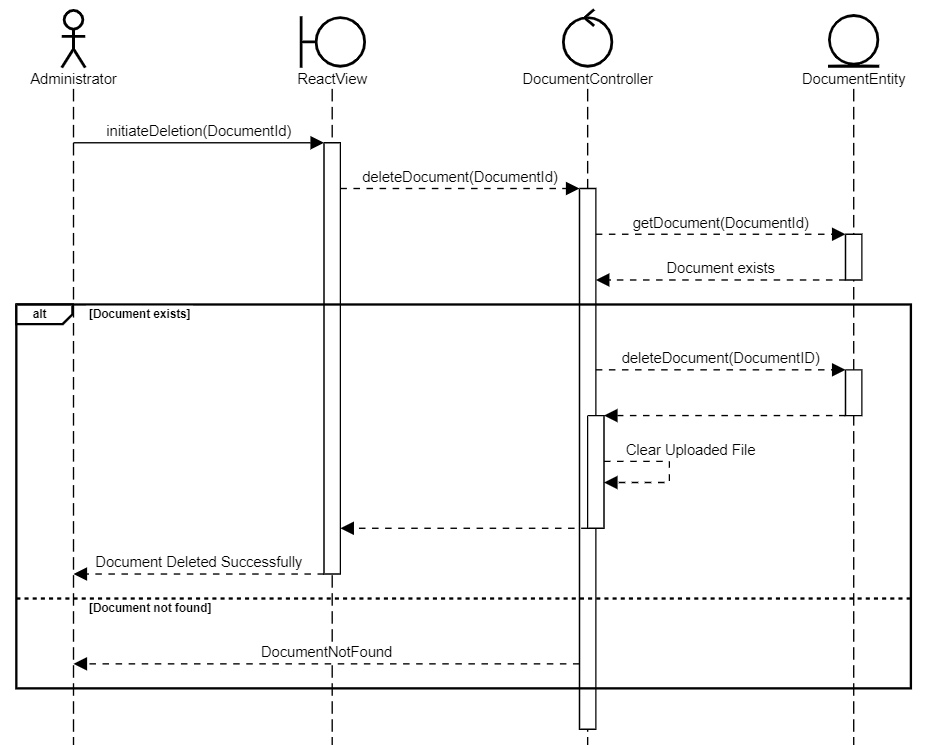 Administrator
ReactView
DocumentController
DocumentEntity
initiateDeletion(DocumentId)
deleteDocument(DocumentId)
getDocument(DocumentId)
Document exists
alt
[Document exists]
deleteDocument(DocumentID)
Clear Uploaded File
Document Deleted Successfully
[Document not found]
DocumentNotFound